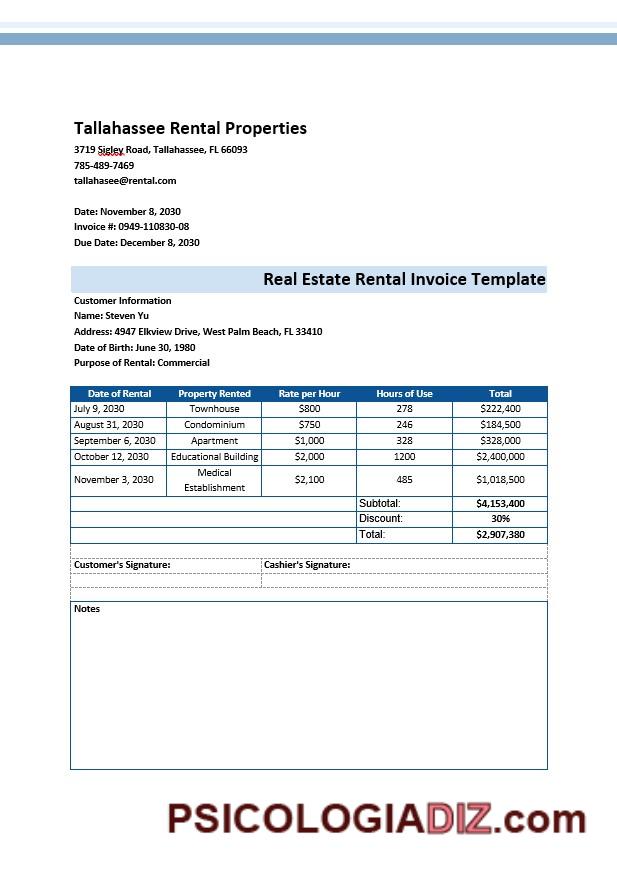 Tallahassee Rental Properties
3719 Sigley Road, Tallahassee, FL 66093
785-489-7469
tallahasee@rental.com
Date: November 8, 2030
Invoice #: 0949-110830-08
Due Date: December 8, 2030
Real Estate Rental Invoice Template
Customer Information
Name: Steven Yu
Address: 4947 Elkview Drive, West Palm Beach, FL 33410
Date of Birth: June 30, 1980
Purpose of Rental: Commercial
Date of Rental Property Rented Rate per Hour Hours of Use Total
July 9, 2030 Townhouse $800 278 $222,400
August 31, 2030 Condominium $750 246 $184,500
September 6, 2030 Apartment $1,000 328 $328,000
October 12, 2030 Educational Building $2,000 1200 $2,400,000
November 3, 2030 Medical Establishment $2,100 485 $1,018,500
Subtotal: $4,153,400
Discount: 30%
Total: $2,907,380
Customer's Signature: Cashier's Signature:
Notes
PSICOLOGIADIZ.com